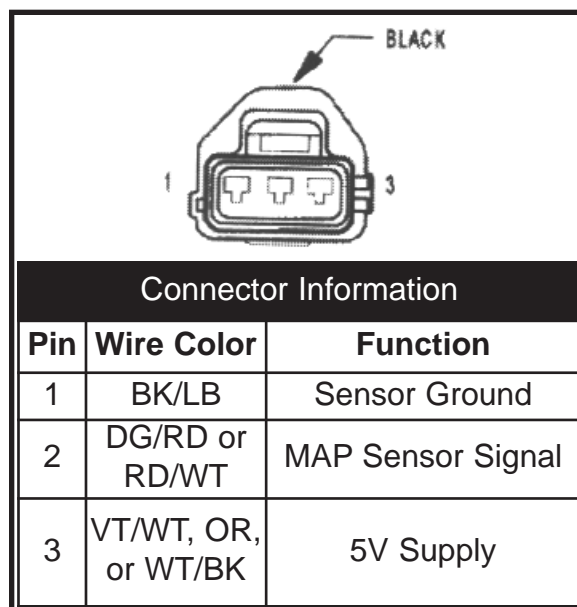 BLACK
1 3
Connector Information
Pin Wire Color Function
1 BK/LB Sensor Ground
2 DG/RD or RD/WT MAP Sensor Signal
3 VT/WT, OR, or WT/BK 5V Supply